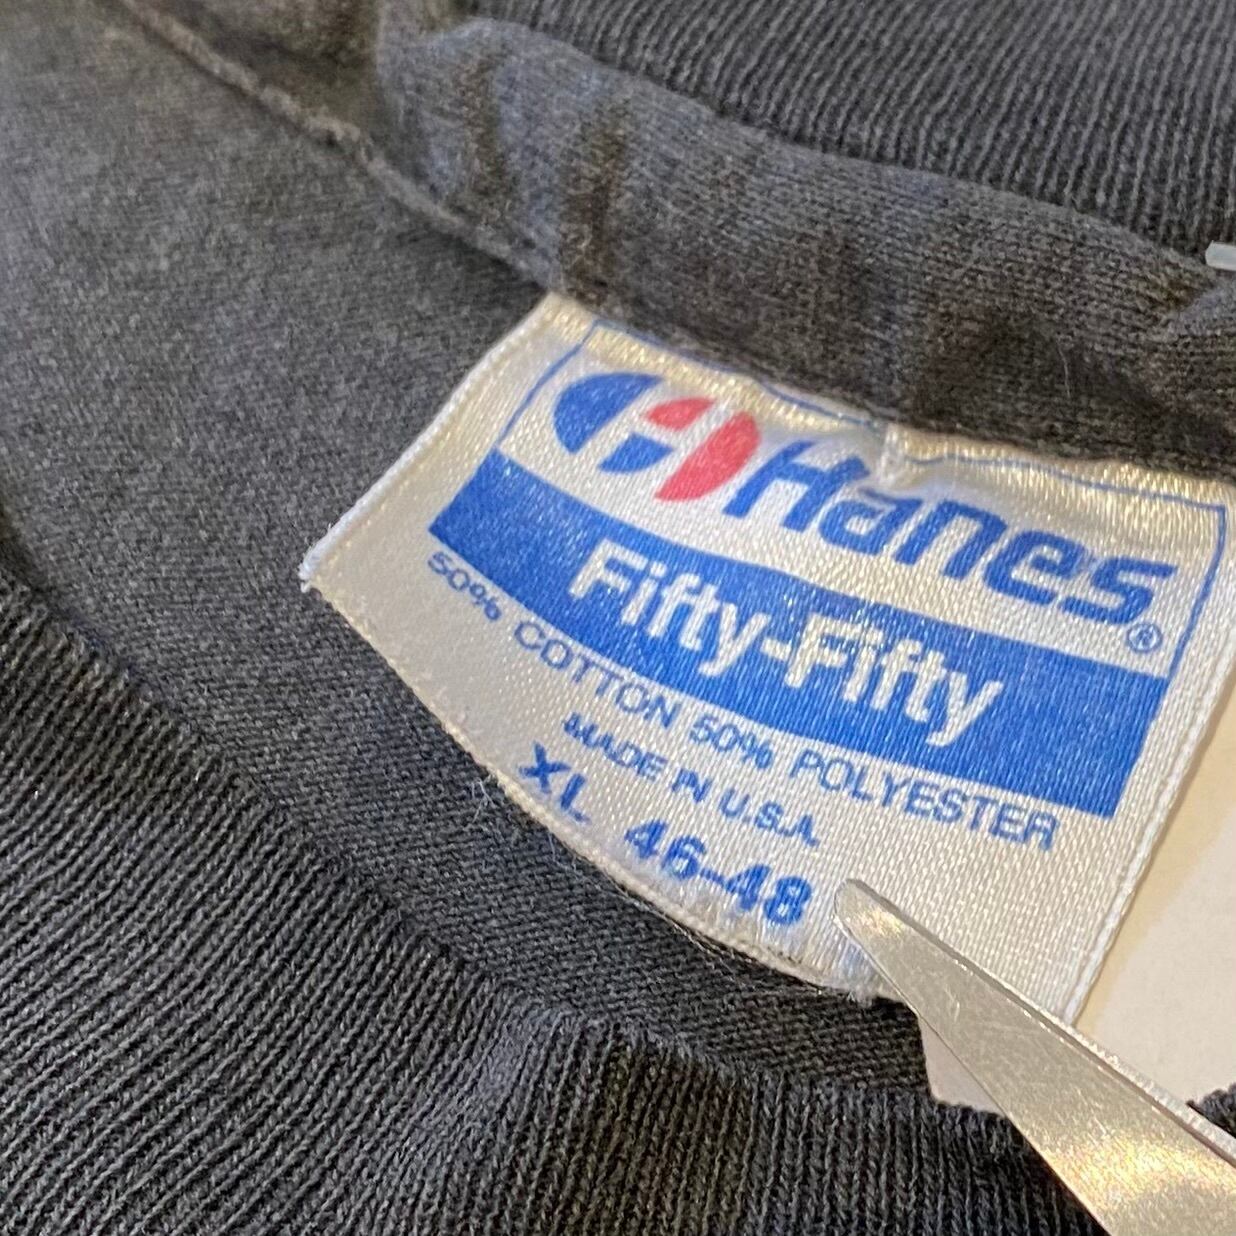 Hanes®
Fifty-Fifty
50% COTTON 50% POLYESTER
MADE IN U.S.A.
XL 46-48